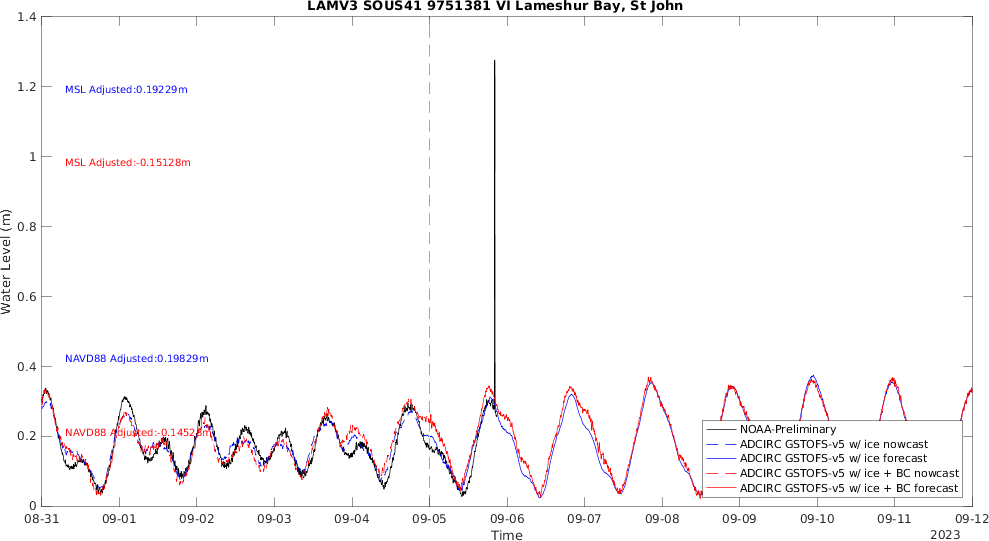 LAMV3 SOUS41 9751381 VI Lameshur Bay, St John
1.4
1.2
1
0.8
0.6
0.4
0.2
0
Water Level (m)
MSL Adjusted:0.19229m
MSL Adjusted:-0.15128m
NAVD88 Adjusted:0.19829m
NAVD88 Adjusted:-0.14528m
NOAA-Preliminary
ADCIRC GSTOFS-v5 w/ ice nowcast
ADCIRC GSTOFS-v5 w/ ice forecast
ADCIRC GSTOFS-v5 w/ ice + BC nowcast
ADCIRC GSTOFS-v5 w/ ice + BC forecast
08-31 09-01 09-02 09-03 09-04 09-05 09-06 09-07 09-08 09-09 09-10 09-11 09-12
Time
2023